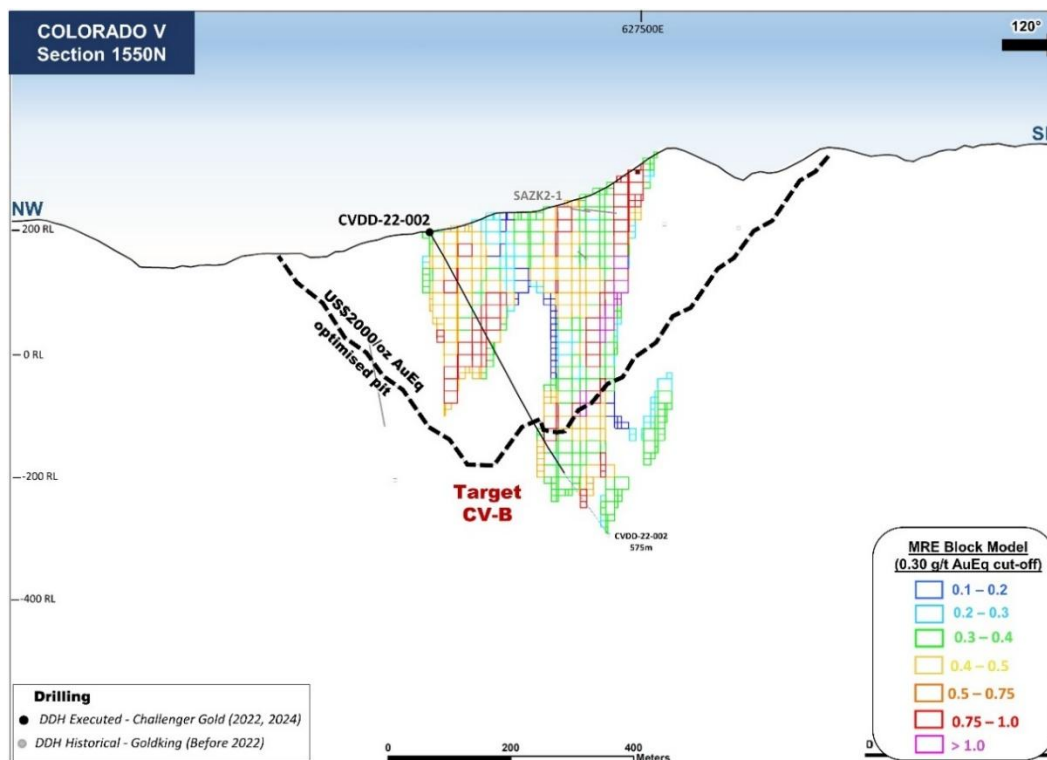 COLORADO V
Section 1550N
627500E
120°
NW
200 RL
CVDD-22-002
SAZK2-1
US$2000/oz AuEq
optimised pit
- 0 RL
-200 RL
Target
CV-B
CVDD-22-002
575m
-400 RL
MRE Block Model
(0.30 g/t AuEq cut-off)
0.1 – 0.2
0.2 – 0.3
0.3 – 0.4
0.4 – 0.5
0.5 – 0.75
0.75 – 1.0
> 1.0
Drilling
DDH Executed - Challenger Gold (2022, 2024)
DDH Historical - Goldking (Before 2022)
0 200 400
Meters